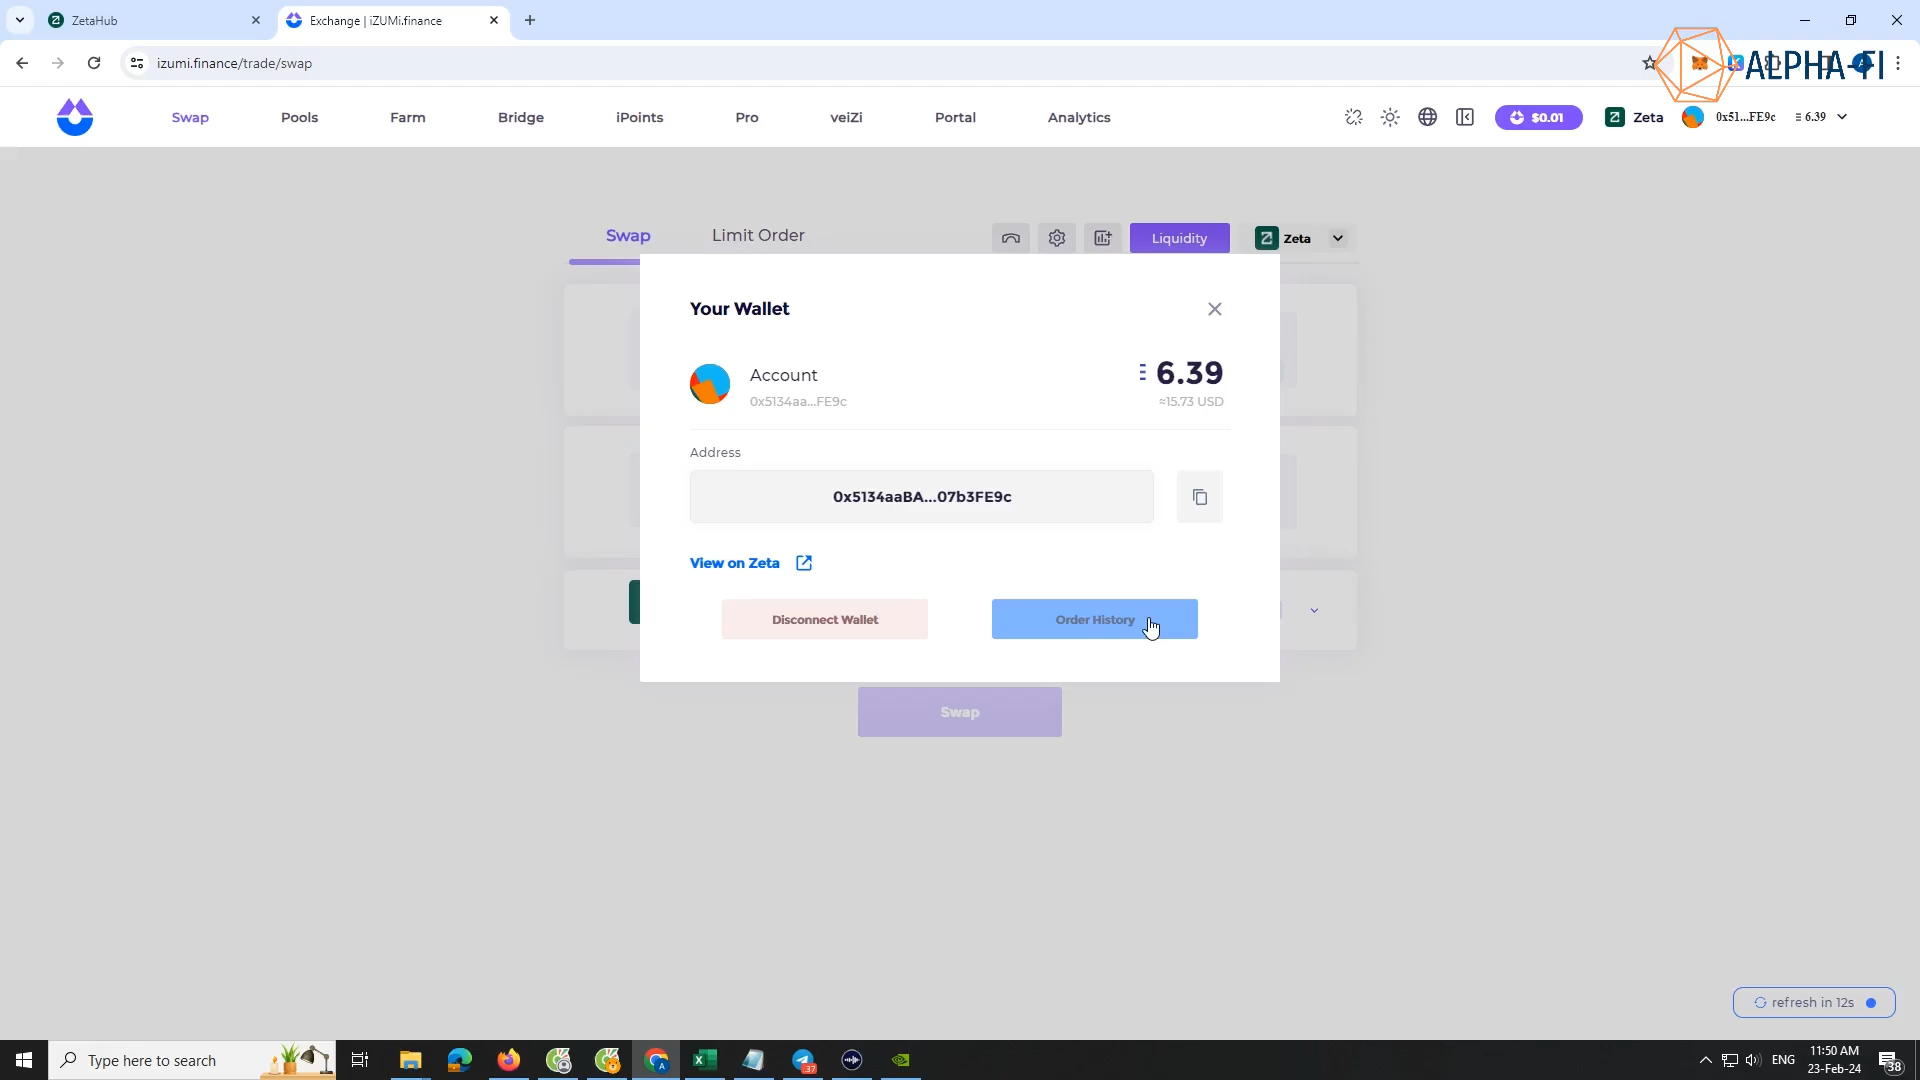 ZetaHub
Exchange | iZUMi.finance
izumi.finance/trade/swap
ALPHA-FI
Swap
Pools
Farm
Bridge
iPoints
Pro
veiZi
Portal
Analytics
$0.01
Zeta
0x51...FE9c
6.39
Swap
Limit Order
Liquidity
Zeta
Your Wallet
Account
6.39
0x5134aa...FE9c
≈15.73 USD
Address
0x5134aaBA...07b3FE9c
View on Zeta
Disconnect Wallet
Order History
Swap
refresh in 12s
Type here to search
37
ENG
11:50 AM
23-Feb-24
38